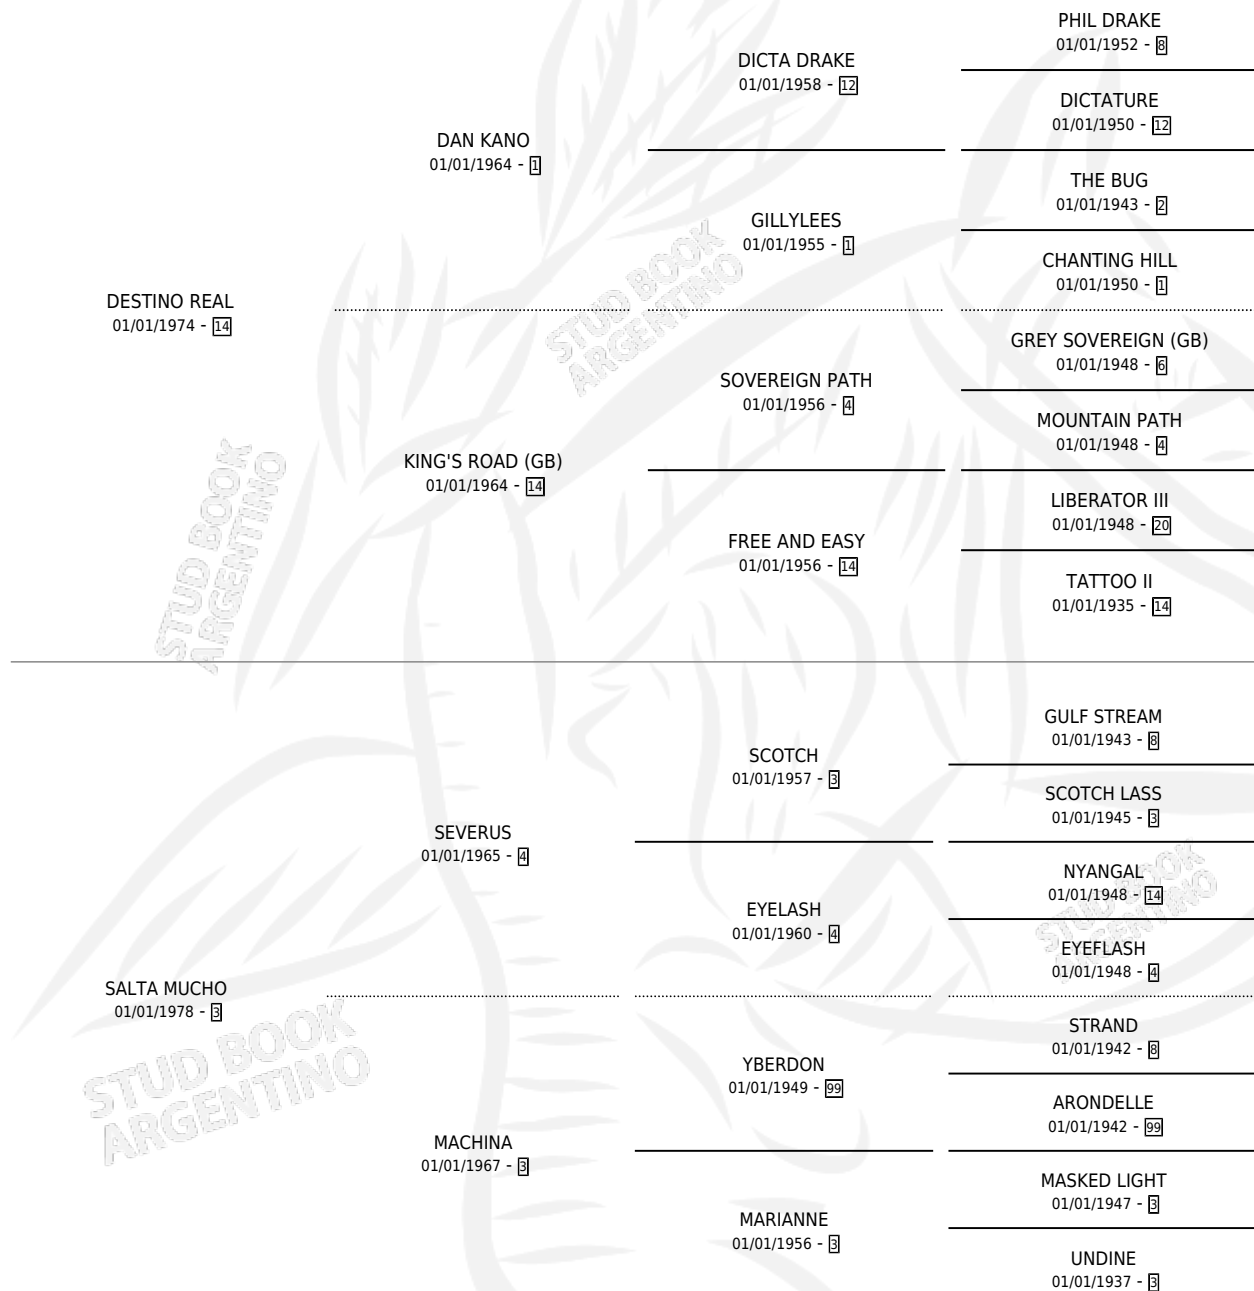 PHIL DRAKE
01/01/1952 - 8
DICTA DRAKE
01/01/1958 - 12
DICTATURE
01/01/1950 - 12
DAN KANO
01/01/1964 - 1
THE BUG
01/01/1943 - 2
GILLYLEES
01/01/1955 - 1
CHANTING HILL
01/01/1950 - 1
DESTINO REAL
01/01/1974 - 14
GREY SOVEREIGN (GB)
01/01/1948 - 6
SOVEREIGN PATH
01/01/1956 - 4
MOUNTAIN PATH
01/01/1948 - 4
KING'S ROAD (GB)
01/01/1964 - 14
LIBERATOR III
01/01/1948 - 20
FREE AND EASY
01/01/1956 - 14
TATTOO II
01/01/1935 - 14
STUD BOOK
ARGENTINO
STUD BOOK
ARGENTINO
GULF STREAM
01/01/1943 - 8
SCOTCH
01/01/1957 - 3
SCOTCH LASS
01/01/1945 - 3
SEVERUS
01/01/1965 - 4
NYANGAL
01/01/1948 - 14
EYELASH
01/01/1960 - 4
EYEFLASH
01/01/1948 - 4
STUD BOOK
ARGENTINO
SALTA MUCHO
01/01/1978 - 3
STRAND
01/01/1942 - 8
YBERDON
01/01/1949 - 99
ARONDELLE
01/01/1942 - 99
MACHINA
01/01/1967 - 3
MASKED LIGHT
01/01/1947 - 3
MARIANNE
01/01/1956 - 3
UNDINE
01/01/1937 - 3
STUD BOOK
ARGENTINO